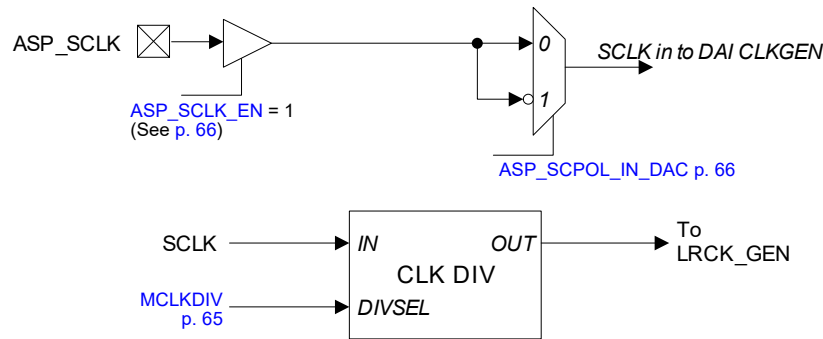 ASP_SCLK
0
SCLK in to DAI CLKGEN
1
ASP_SCLK_EN = 1
(See p. 66)
ASP_SCPOL_IN_DAC p. 66
SCLK
IN
OUT
To
LRCK_GEN
CLK DIV
MCLKDIV
p. 65
DIVSEL